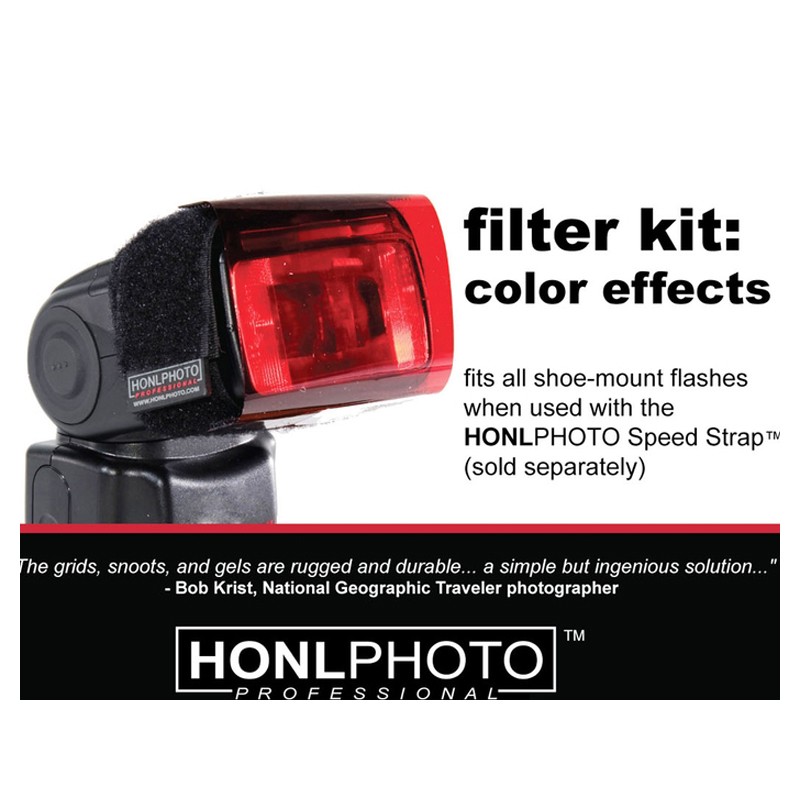 filter kit:
color effects
fits all shoe-mount flashes
when used with the
HONLPHOTO Speed Strap™
(sold separately)
HONLPHOTO
PROFESSIONAL
WWW.HONLPHOTO.COM
The grids, snoots, and gels are rugged and durable... a simple but ingenious solution..."
- Bob Krist, National Geographic Traveler photographer
HONLPHOTO™
PROFESSIONAL